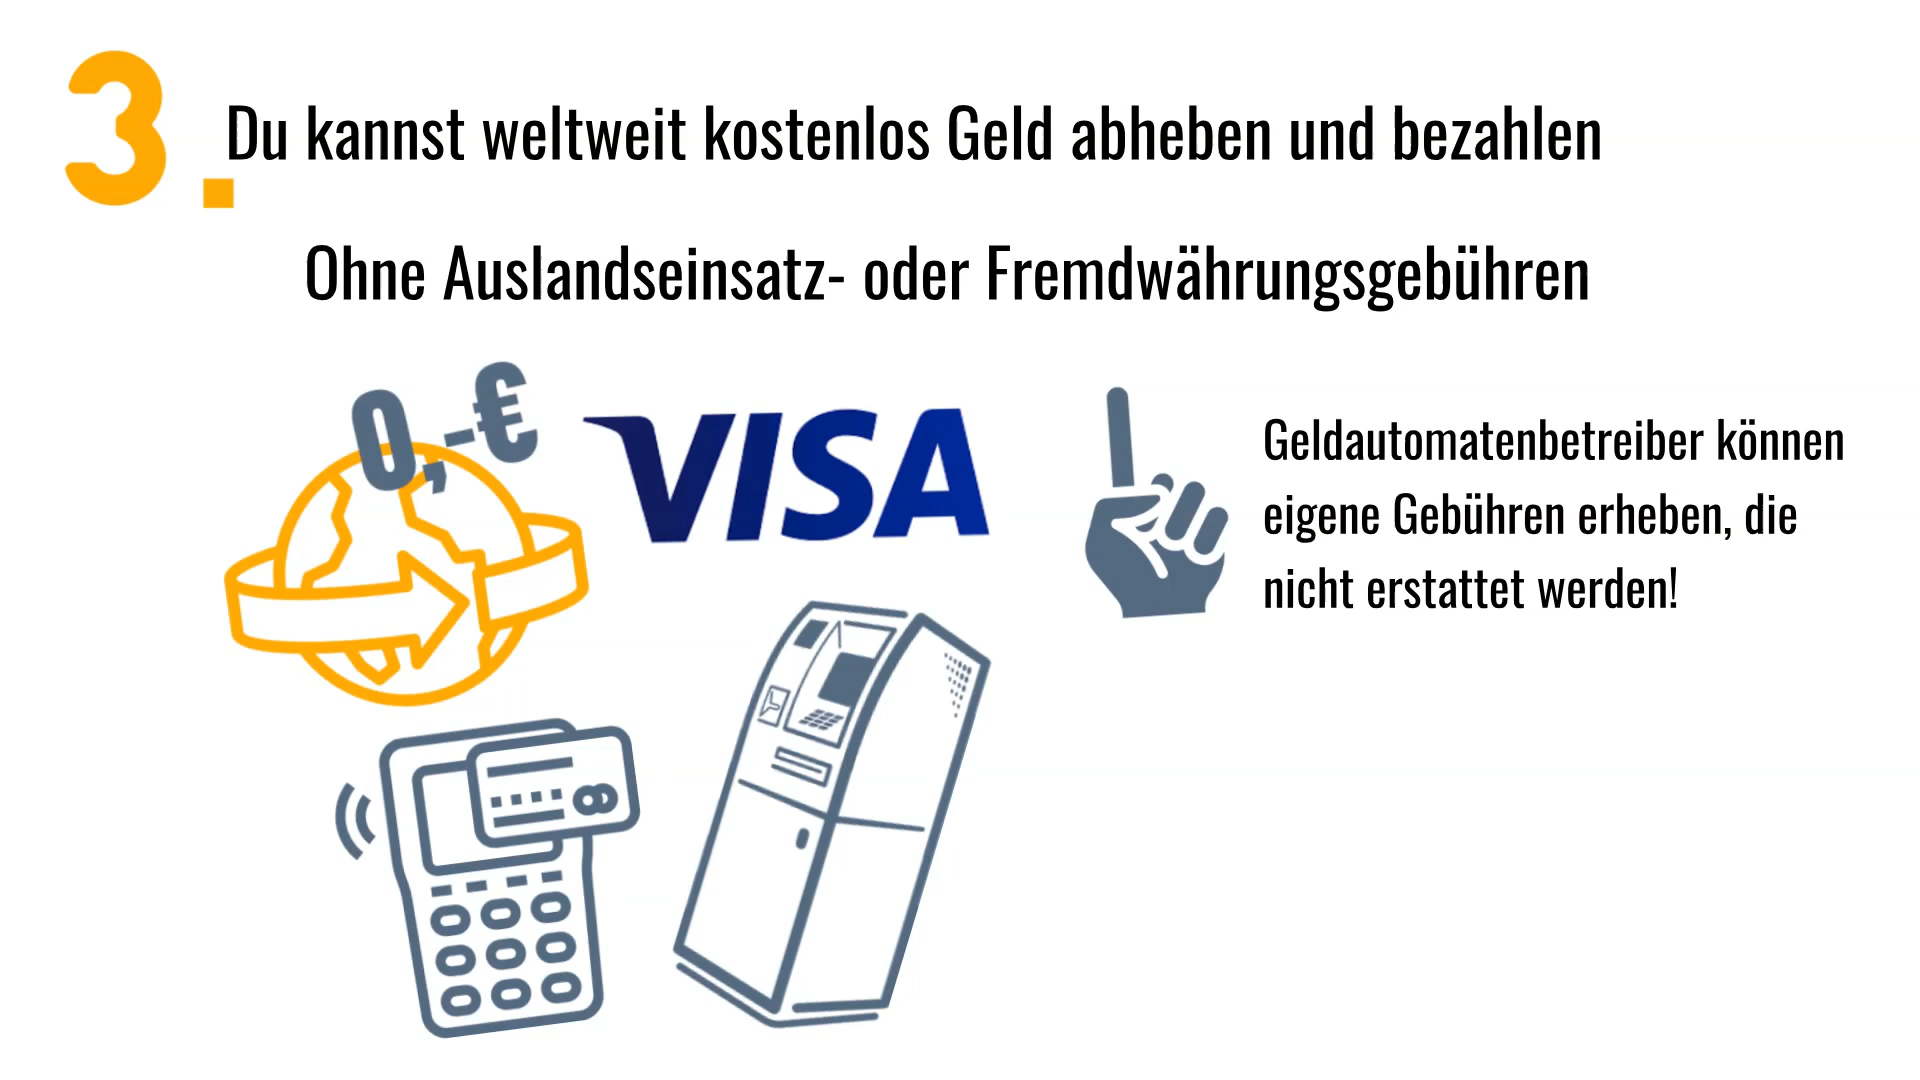 3. Du kannst weltweit kostenlos Geld abheben und bezahlen
Ohne Auslandseinsatz- oder Fremdwährungsgebühren
0,-€
VISA
Geldautomatenbetreiber können
eigene Gebühren erheben, die
nicht erstattet werden!